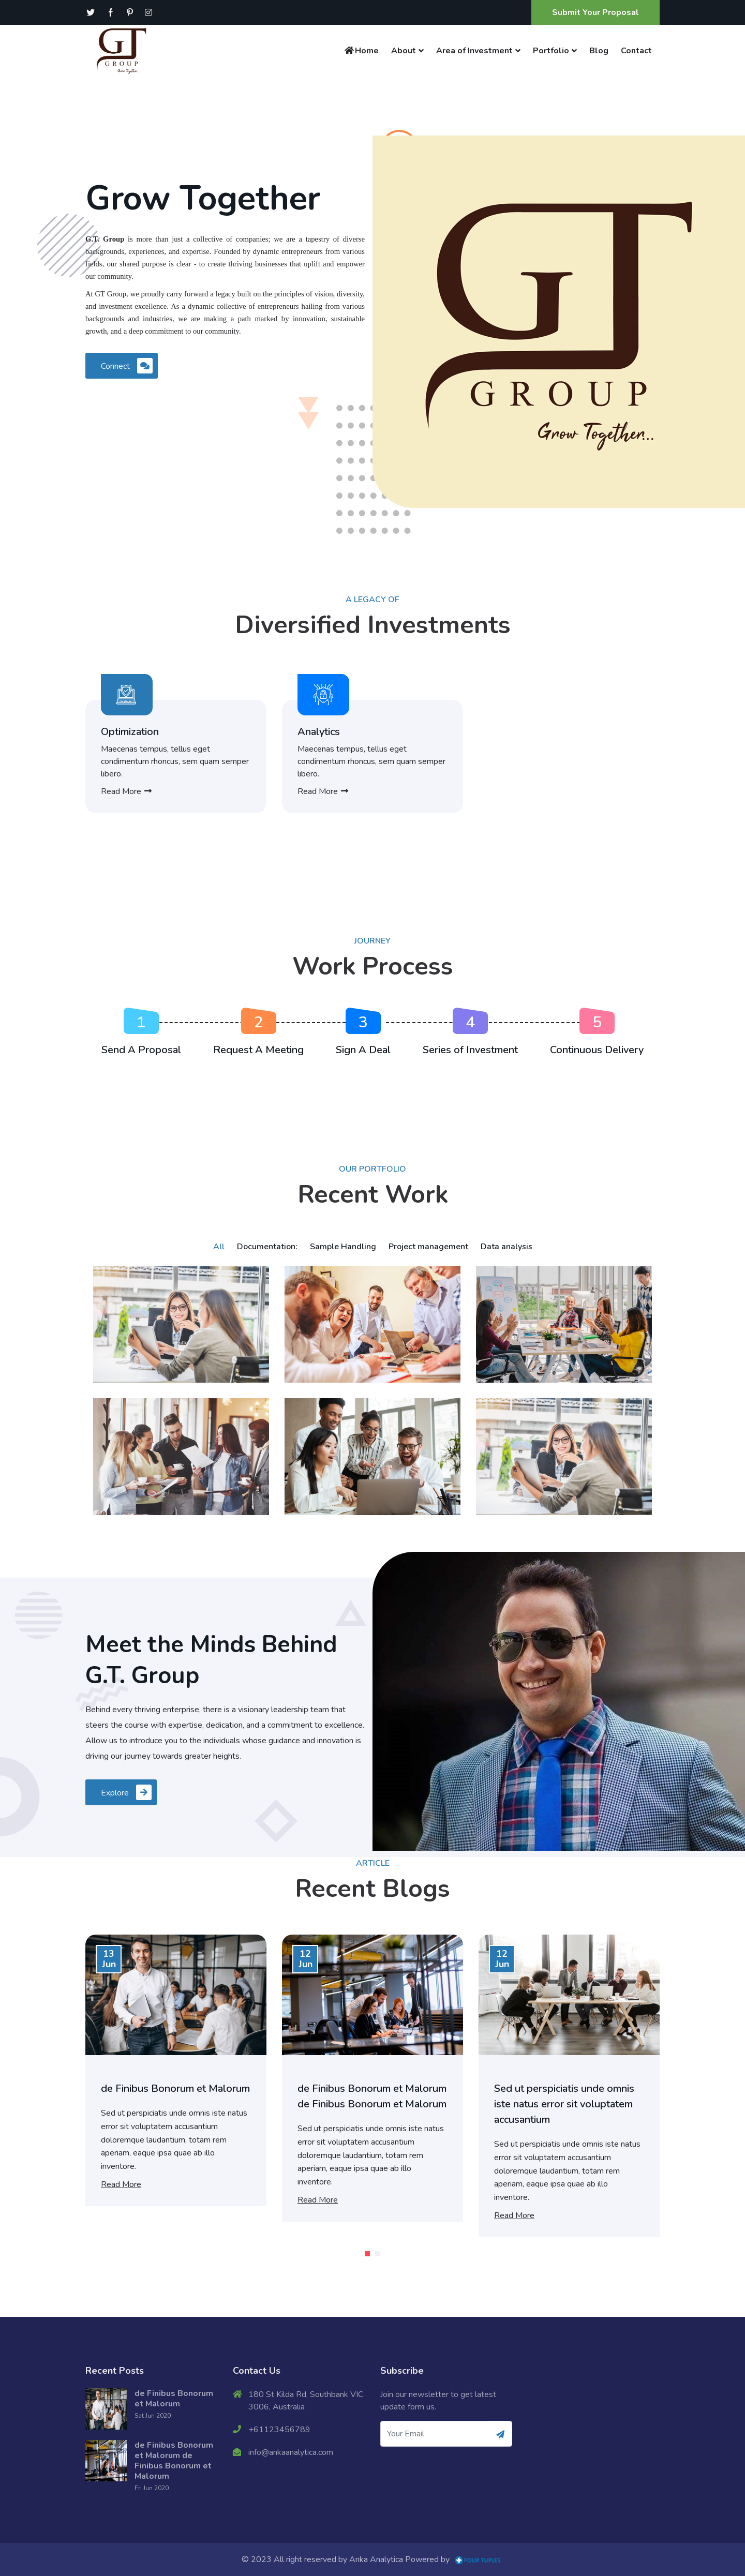 Submit Your Proposal
GT
GROUP
Grow Together
Home About Area of Investment Portfolio Blog Contact
Grow Together
G.T. Group is more than just a collective of companies; we are a tapestry of diverse
backgrounds, experiences, and expertise. Founded by dynamic entrepreneurs from various
fields, our shared purpose is clear - to create thriving businesses that uplift and empower
our community.
At GT Group, we proudly carry forward a legacy built on the principles of vision, diversity,
and investment excellence. As a dynamic collective of entrepreneurs hailing from various
backgrounds and industries, we are making a path marked by innovation, sustainable
growth, and a deep commitment to our community.
Connect
GT
GROUP
Grow Together...
A LEGACY OF
Diversified Investments
Optimization
Maecenas tempus, tellus eget
condimentum rhoncus, sem quam semper
libero.
Read More
Analytics
Maecenas tempus, tellus eget
condimentum rhoncus, sem quam semper
libero.
Read More
JOURNEY
Work Process
1 2 3 4 5
Send A Proposal Request A Meeting Sign A Deal Series of Investment Continuous Delivery
OUR PORTFOLIO
Recent Work
All Documentation: Sample Handling Project management Data analysis
Meet the Minds Behind
G.T. Group
Behind every thriving enterprise, there is a visionary leadership team that
steers the course with expertise, dedication, and a commitment to excellence.
Allow us to introduce you to the individuals whose guidance and innovation is
driving our journey towards greater heights.
Explore
ARTICLE
Recent Blogs
13
Jun
de Finibus Bonorum et Malorum
Sed ut perspiciatis unde omnis iste natus
error sit voluptatem accusantium
doloremque laudantium, totam rem
aperiam, eaque ipsa quae ab illo
inventore.
Read More
12
Jun
de Finibus Bonorum et Malorum
de Finibus Bonorum et Malorum
Sed ut perspiciatis unde omnis iste natus
error sit voluptatem accusantium
doloremque laudantium, totam rem
aperiam, eaque ipsa quae ab illo
inventore.
Read More
12
Jun
Sed ut perspiciatis unde omnis
iste natus error sit voluptatem
accusantium
Sed ut perspiciatis unde omnis iste natus
error sit voluptatem accusantium
doloremque laudantium, totam rem
aperiam, eaque ipsa quae ab illo
inventore.
Read More
Recent Posts
de Finibus Bonorum
et Malorum
Sat Jun 2020
de Finibus Bonorum
et Malorum de
Finibus Bonorum et
Malorum
Fri Jun 2020
Contact Us
180 St Kilda Rd, Southbank VIC
3006, Australia
+61123456789
info@ankaanalytica.com
Subscribe
Join our newsletter to get latest
update form us.
Your Email
© 2023 All right reserved by Anka Analytica Powered by